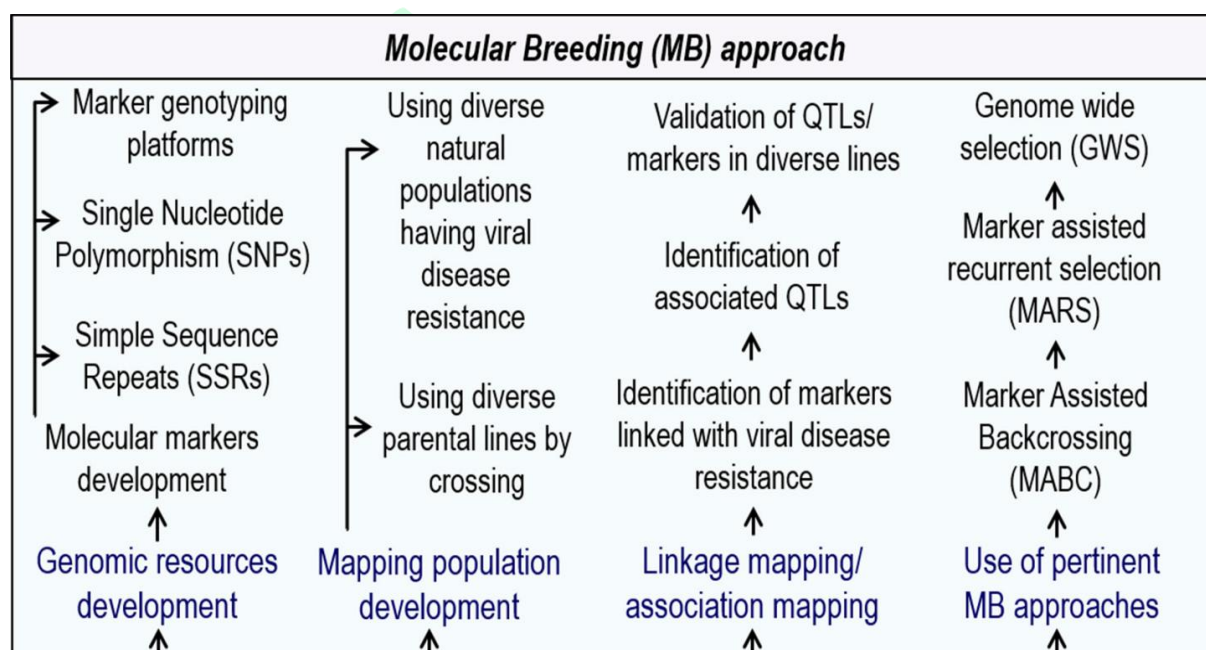 Molecular Breeding (MB) approach
Marker genotyping
platforms
Single Nucleotide
Polymorphism (SNPs)
Simple Sequence
Repeats (SSRs)
Molecular markers
development
Genomic resources
development
Using diverse
natural
populations
having viral
disease
resistance
Using diverse
parental lines by
crossing
Mapping population
development
Validation of QTLs/
markers in diverse lines
Identification of
associated QTLs
Identification of markers
linked with viral disease
resistance
Linkage mapping/
association mapping
Genome wide
selection (GWS)
Marker assisted
recurrent selection
(MARS)
Marker Assisted
Backcrossing
(MABC)
Use of pertinent
MB approaches